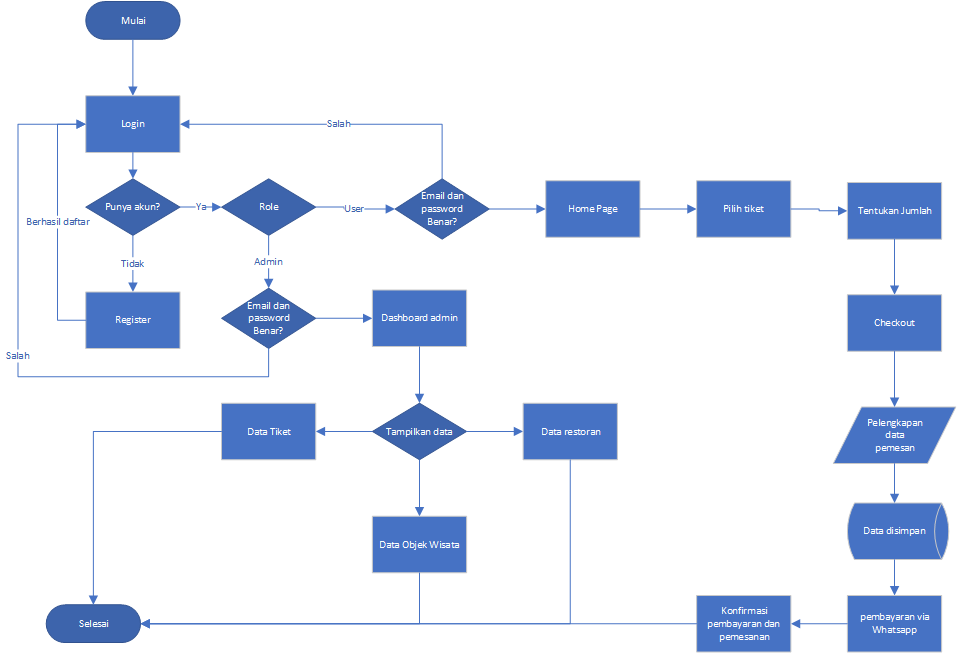 Mulai
Login
Salah
Punya akun?
Ya
Role
User
Email dan
password
Benar?
Home Page
Pilih tiket
Tentukan Jumlah
Berhasil daftar
Tidak
Admin
Register
Email dan
password
Benar?
Dashboard admin
Checkout
Salah
Data Tiket
Tampilkan data
Data restoran
Pelengkapan
data
pemesan
Data Objek Wisata
Data disimpan
Selesai
Konfirmasi
pembayaran dan
pemesanan
pembayaran via
Whatsapp